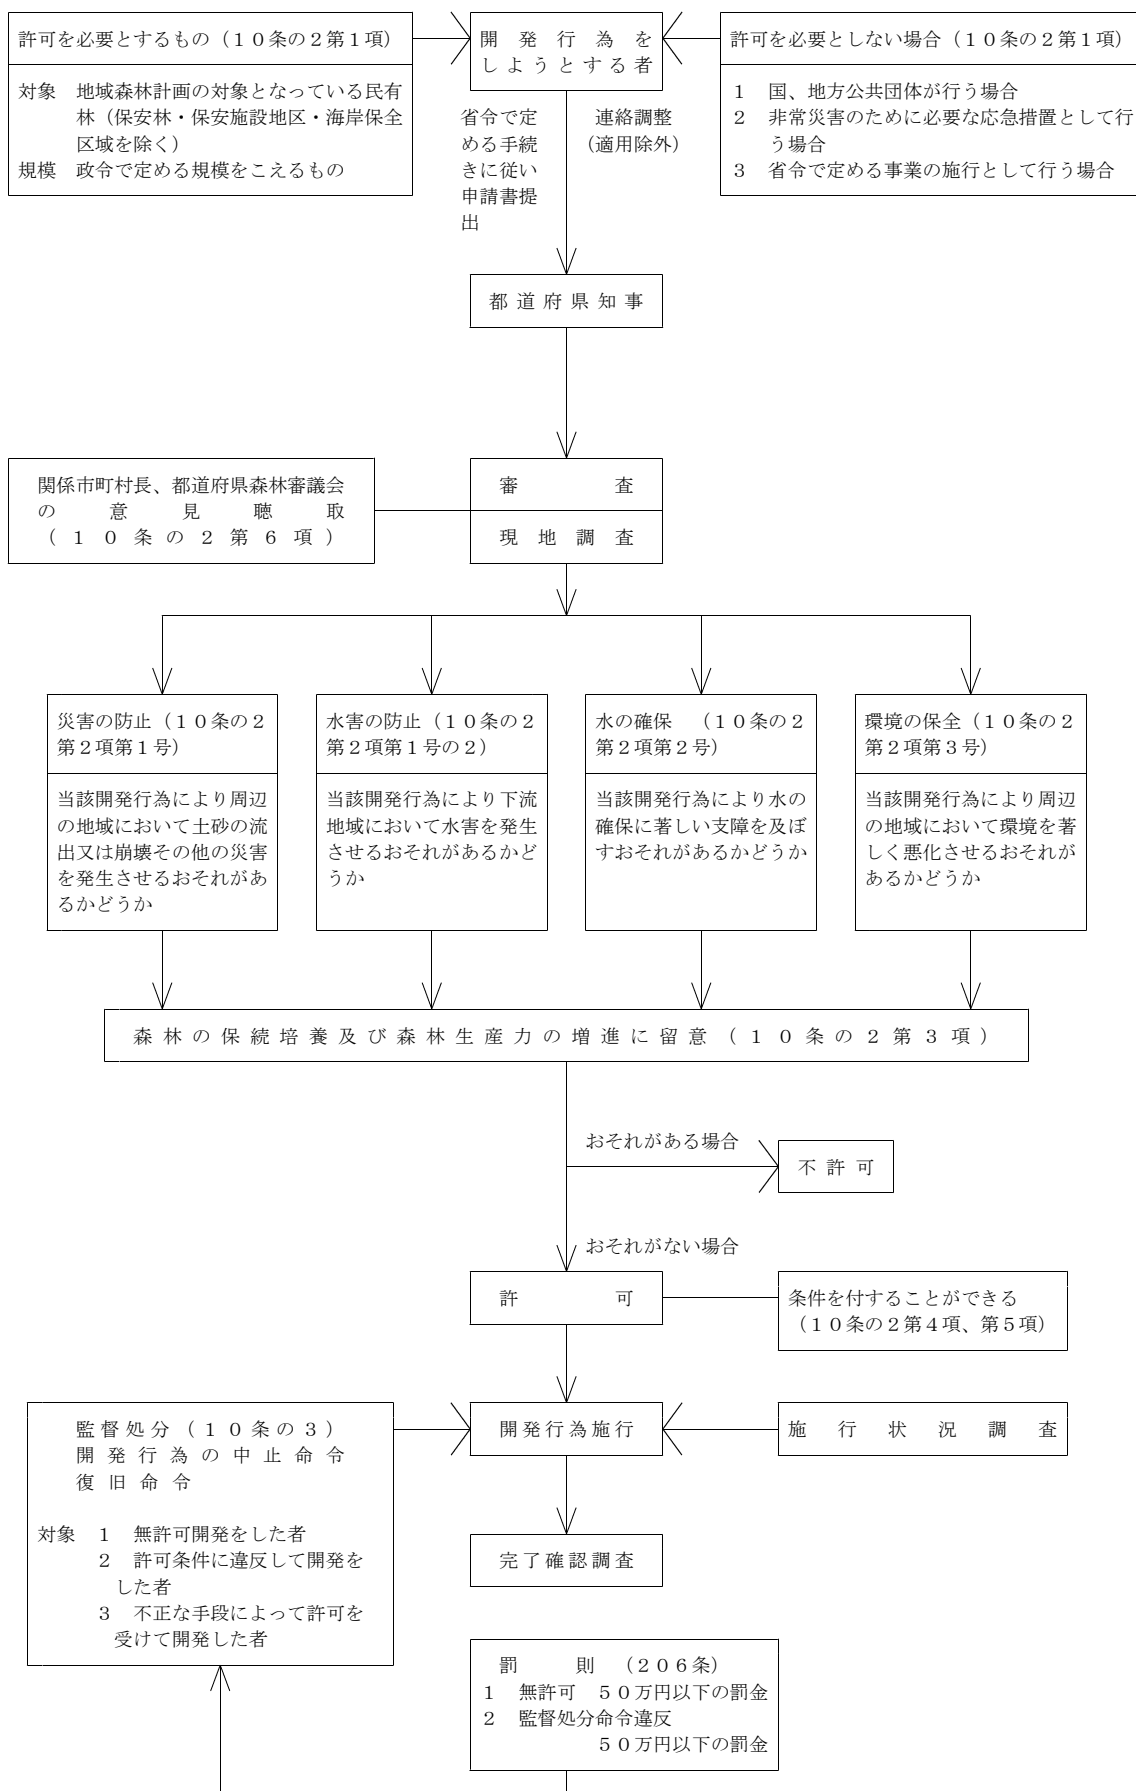 許可を必要とするもの（１０条の２第１項）
対象　地域森林計画の対象となっている民有
林（保安林・保安施設地区・海岸保全
区域を除く）
規模　政令で定める規模をこえるもの
開発行為を
しようとする者
許可を必要としない場合（１０条の２第１項）
１　国、地方公共団体が行う場合
２　非常災害のために必要な応急措置として行
う場合
３　省令で定める事業の施行として行う場合
省令で定
める手続
きに従い
申請書提
出
連絡調整
（適用除外）
都道府県知事
関係市町村長、都道府県森林審議会
の意見聴取
（１０条の２第６項）
審査
現地調査
災害の防止（１０条の２
第２項第１号）
当該開発行為により周辺
の地域において土砂の流
出又は崩壊その他の災害
を発生させるおそれがあ
るかどうか
水害の防止（１０条の２
第２項第１号の２）
当該開発行為により下流
地域において水害を発生
させるおそれがあるかど
うか
水の確保　（１０条の２
第２項第２号）
当該開発行為により水の
確保に著しい支障を及ぼ
すおそれがあるかどうか
環境の保全（１０条の２
第２項第３号）
当該開発行為により周辺
の地域において環境を著
しく悪化させるおそれが
あるかどうか
森林の保続培養及び森林生産力の増進に留意（１０条の２第３項）
おそれがある場合
不許可
おそれがない場合
許可
条件を付することができる
（１０条の２第４項、第５項）
監督処分（１０条の３）
開発行為の中止命令
復旧命令
対象　１　無許可開発をした者
２　許可条件に違反して開発を
した者
３　不正な手段によって許可を
受けて開発した者
開発行為施行
施行状況調査
完了確認調査
罰則　（２０６条）
１　無許可　５０万円以下の罰金
２　監督処分命令違反
５０万円以下の罰金